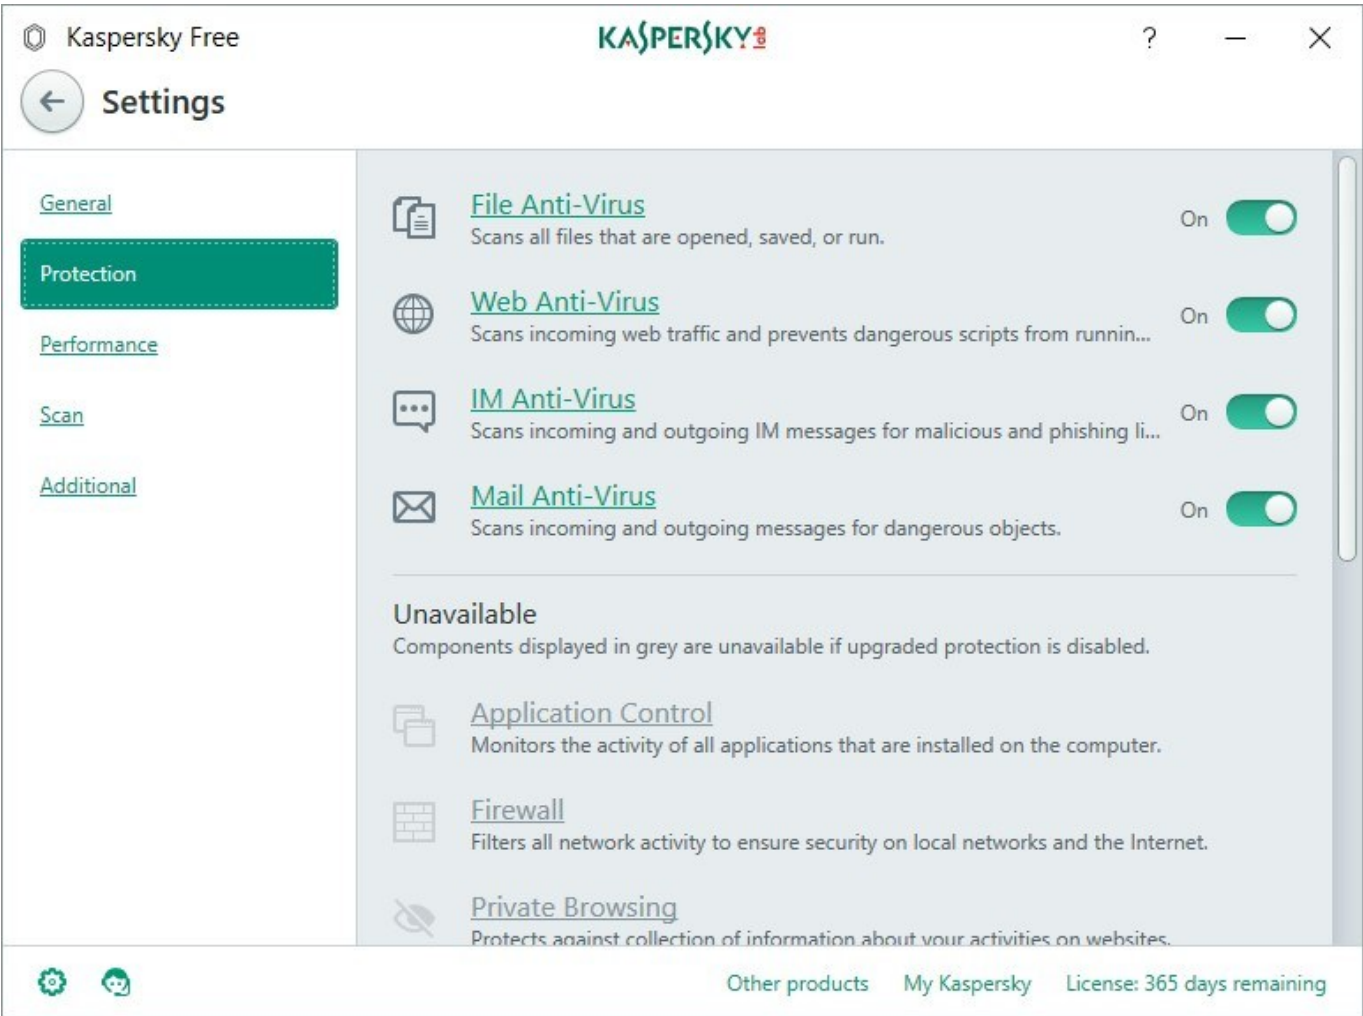 Kaspersky Free
KASPERSKY lab
?
Settings
General
Protection
Performance
Scan
Additional
File Anti-Virus
Scans all files that are opened, saved, or run.
On
Web Anti-Virus
Scans incoming web traffic and prevents dangerous scripts from runnin...
On
IM Anti-Virus
Scans incoming and outgoing IM messages for malicious and phishing li...
On
Mail Anti-Virus
Scans incoming and outgoing messages for dangerous objects.
On
Unavailable
Components displayed in grey are unavailable if upgraded protection is disabled.
Application Control
Monitors the activity of all applications that are installed on the computer.
Firewall
Filters all network activity to ensure security on local networks and the Internet.
Private Browsing
Protects against collection of information about your activities on websites.
Other products
My Kaspersky
License: 365 days remaining